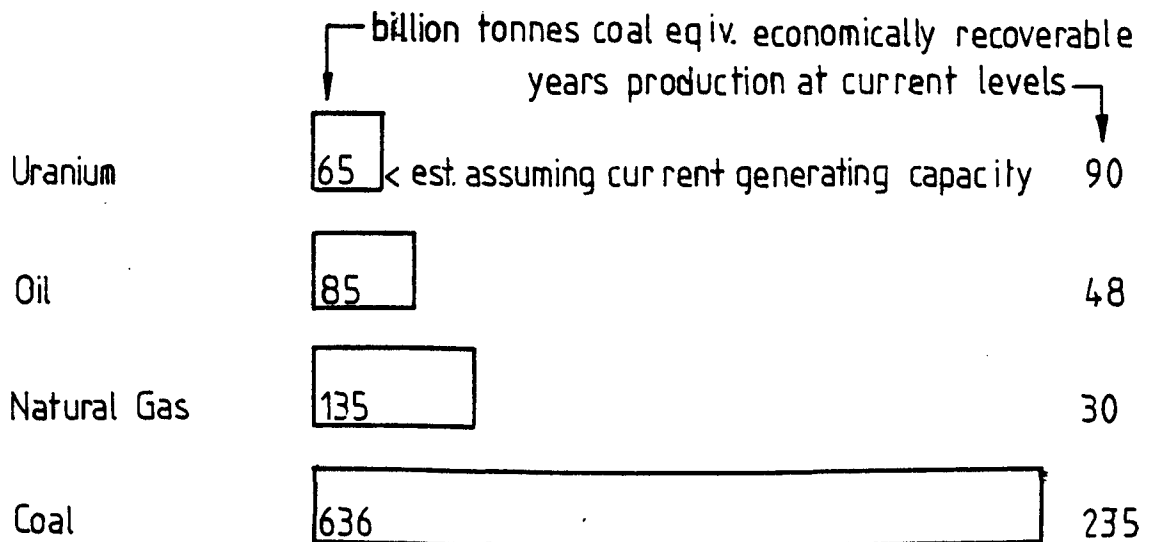 billion tonnes coal eqiv. economically recoverable
years production at current levels
Uranium 65 < est. assuming current generating capacity 90
Oil 85 48
Natural Gas 135 30
Coal 636 235